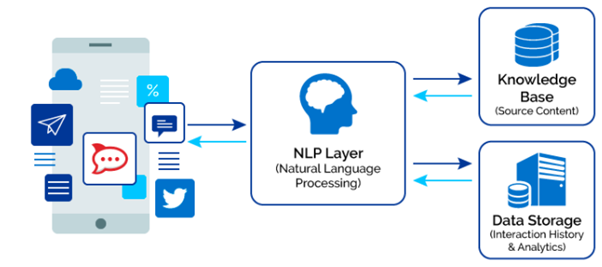 %
NLP Layer
(Natural Language
Processing)
Knowledge
Base
(Source Content)
Data Storage
(Interaction History
& Analytics)